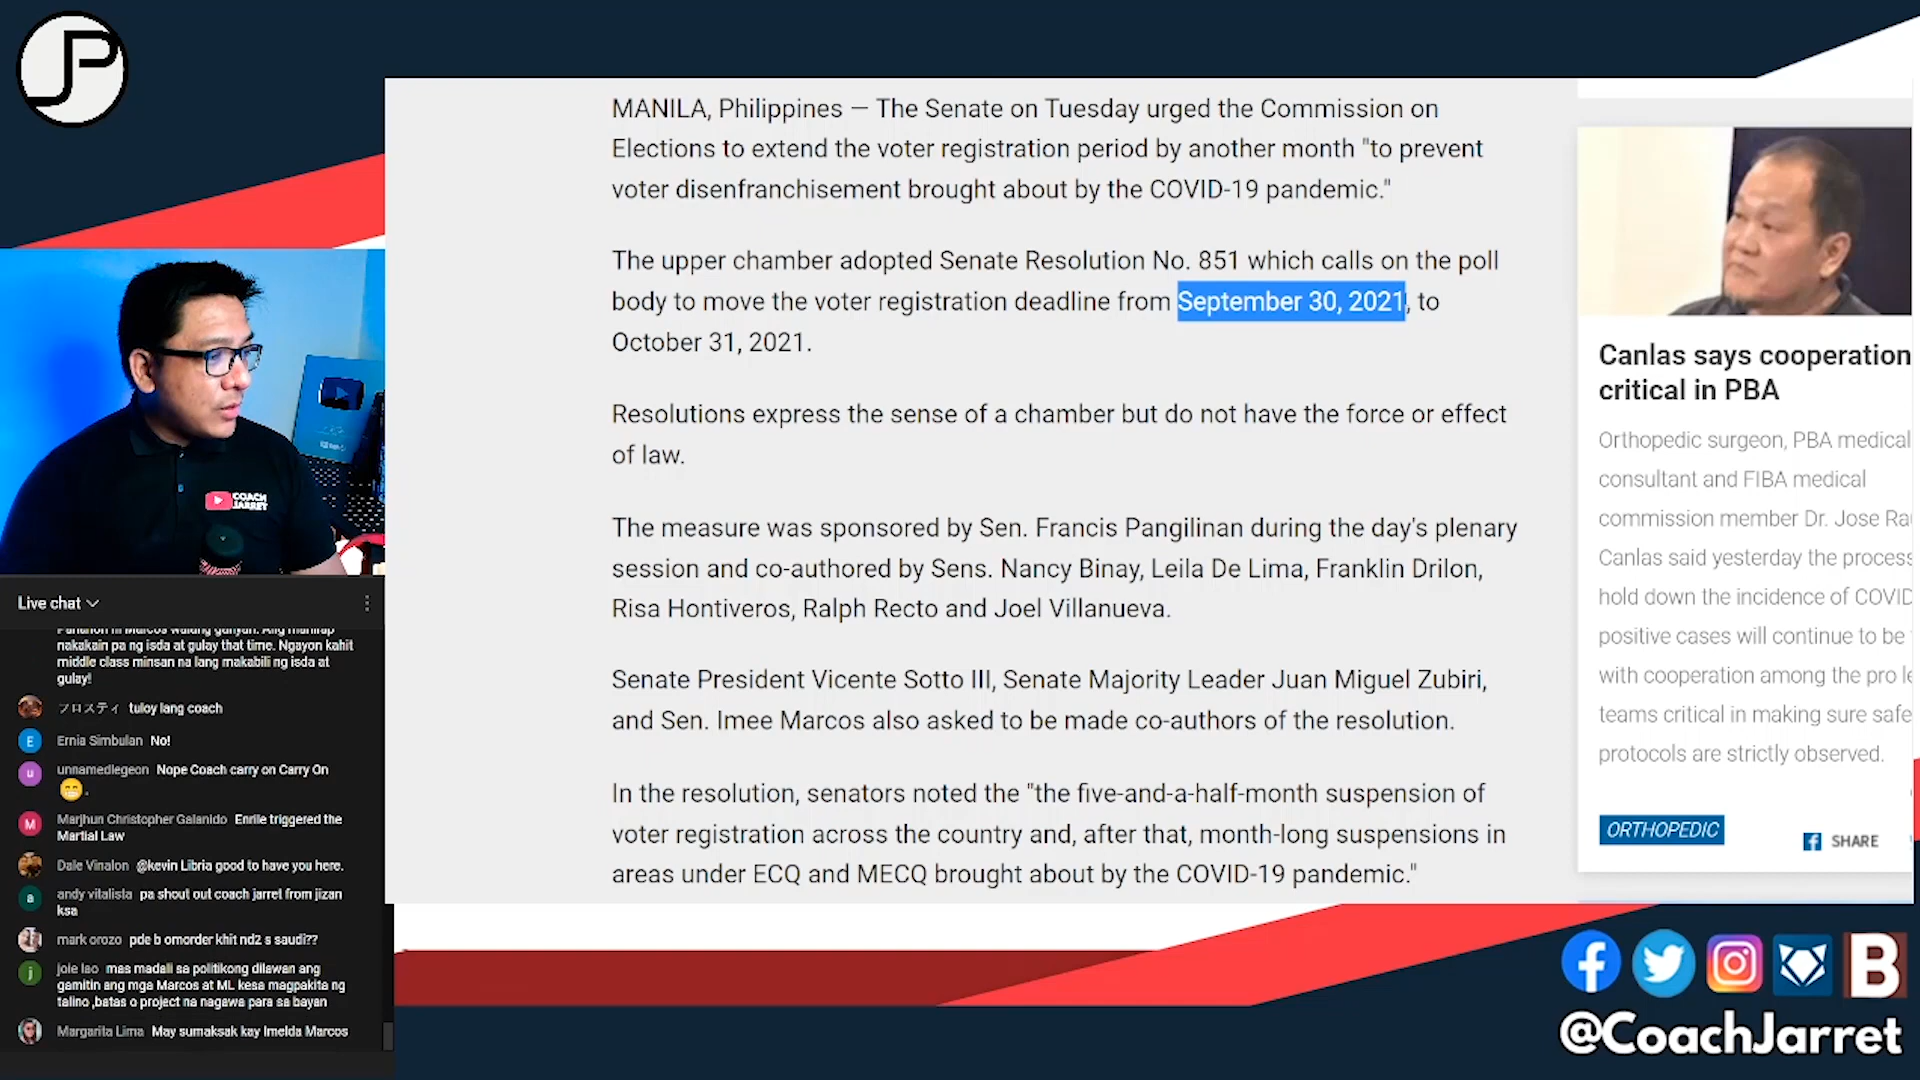 JP
MANILA, Philippines — The Senate on Tuesday urged the Commission on
Elections to extend the voter registration period by another month "to prevent
voter disenfranchisement brought about by the COVID-19 pandemic."
The upper chamber adopted Senate Resolution No. 851 which calls on the poll
body to move the voter registration deadline from September 30, 2021, to
October 31, 2021.
Resolutions express the sense of a chamber but do not have the force or effect
of law.
The measure was sponsored by Sen. Francis Pangilinan during the day's plenary
session and co-authored by Sens. Nancy Binay, Leila De Lima, Franklin Drilon,
Risa Hontiveros, Ralph Recto and Joel Villanueva.
Senate President Vicente Sotto III, Senate Majority Leader Juan Miguel Zubiri,
and Sen. Imee Marcos also asked to be made co-authors of the resolution.
In the resolution, senators noted the "the five-and-a-half-month suspension of
voter registration across the country and, after that, month-long suspensions in
areas under ECQ and MECQ brought about by the COVID-19 pandemic."
Canlas says cooperation
critical in PBA
Orthopedic surgeon, PBA medical
consultant and FIBA medical
commission member Dr. Jose Ra
Canlas said yesterday the process
hold down the incidence of COVID
positive cases will continue to be
with cooperation among the pro le
teams critical in making sure safe
protocols are strictly observed.
ORTHOPEDIC
SHARE
COACH
JARRET
Live chat
Panahon ni Marcos walang ganyan. Ang mahirap
nakakain pa ng isda at gulay that time. Ngayon kahit
middle class minsan na lang makabili ng isda at
gulay!
フロスティ tuloy lang coach
E Ernia Simbulan No!
u unnamedlegeon Nope Coach carry on Carry On
M Marjhun Christopher Galanido Enrile triggered the
Martial Law
Dale Vinalon @kevin Libria good to have you here.
a andy vitalista pa shout out coach jarret from jizan
ksa
mark orozo pde b omorder khit nd2 s saudi??
j joie lao mas madali sa politikong dilawan ang
gamitin ang mga Marcos at ML kesa magpakita ng
talino ,batas o project na nagawa para sa bayan
Margarita Lima May sumaksak kay Imelda Marcos
B
@CoachJarret